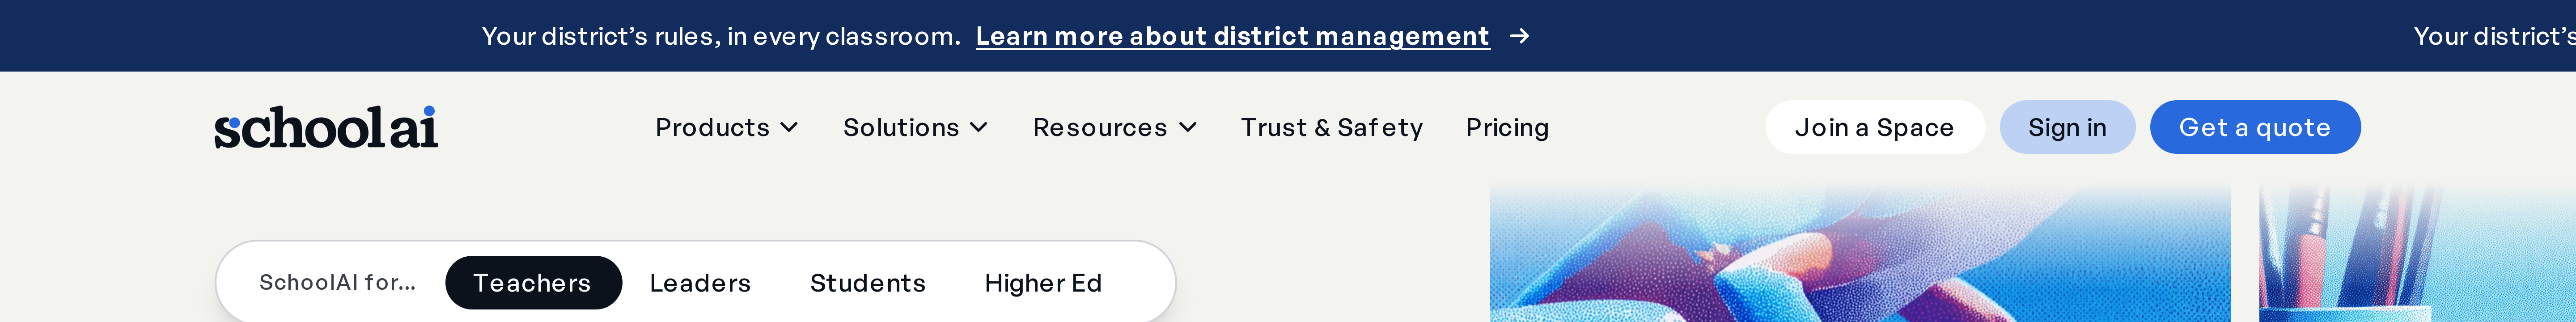 Your district's rules, in every classroom. Learn more about district management → Your district's
schoolai Products Solutions Resources Trust & Safety Pricing Join a Space Sign in Get a quote
SchoolAI for... Teachers Leaders Students Higher Ed